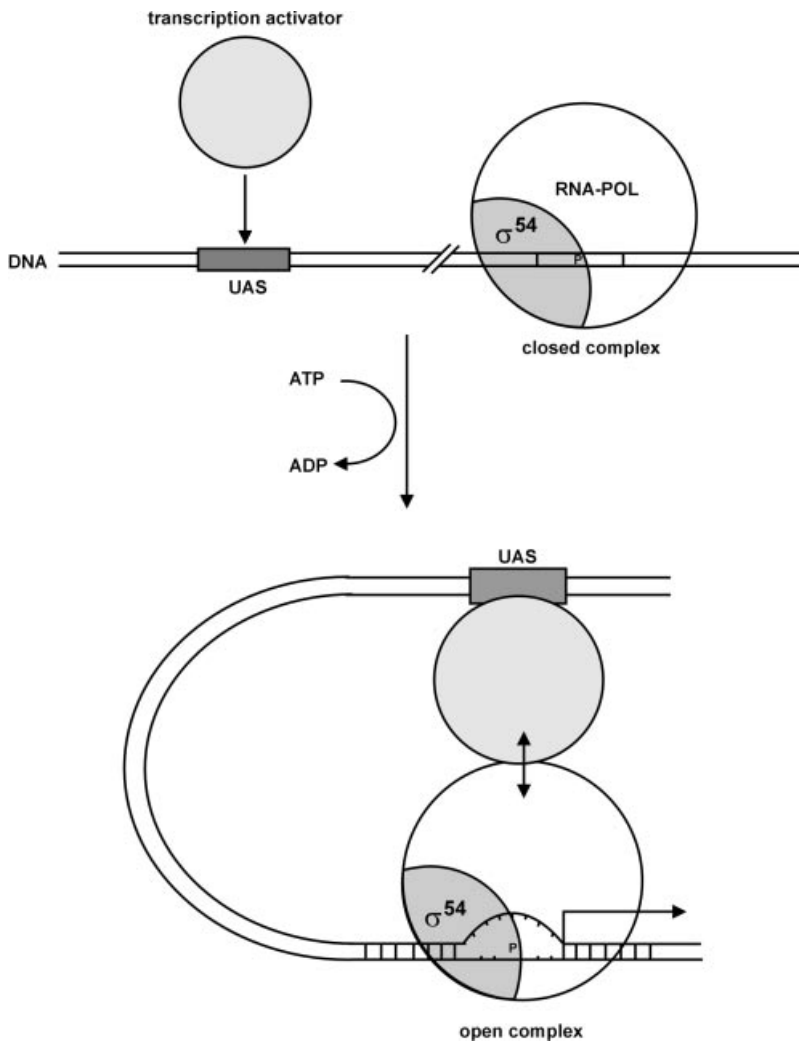 transcription activator
RNA-POL
σ54
DNA
P
UAS
closed complex
ATP
ADP
UAS
σ54
P
open complex